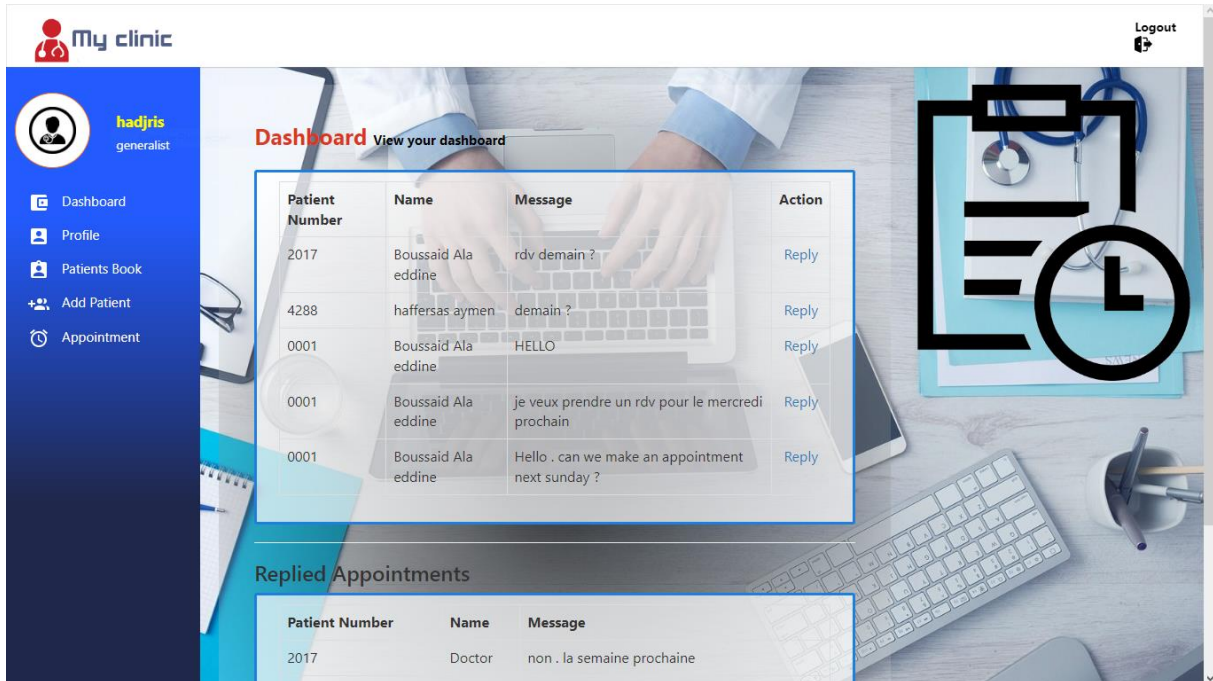 My clinic
Logout
hadjris
generalist
Dashboard
Profile
Patients Book
Add Patient
Appointment
Dashboard View your dashboard
Patient Number Name Message Action
2017 Boussaid Ala eddine rdv demain ? Reply
4288 haffersas aymen demain ? Reply
0001 Boussaid Ala eddine HELLO Reply
0001 Boussaid Ala eddine je veux prendre un rdv pour le mercredi prochain Reply
0001 Boussaid Ala eddine Hello . can we make an appointment next sunday ? Reply
Replied Appointments
Patient Number Name Message
2017 Doctor non . la semaine prochaine